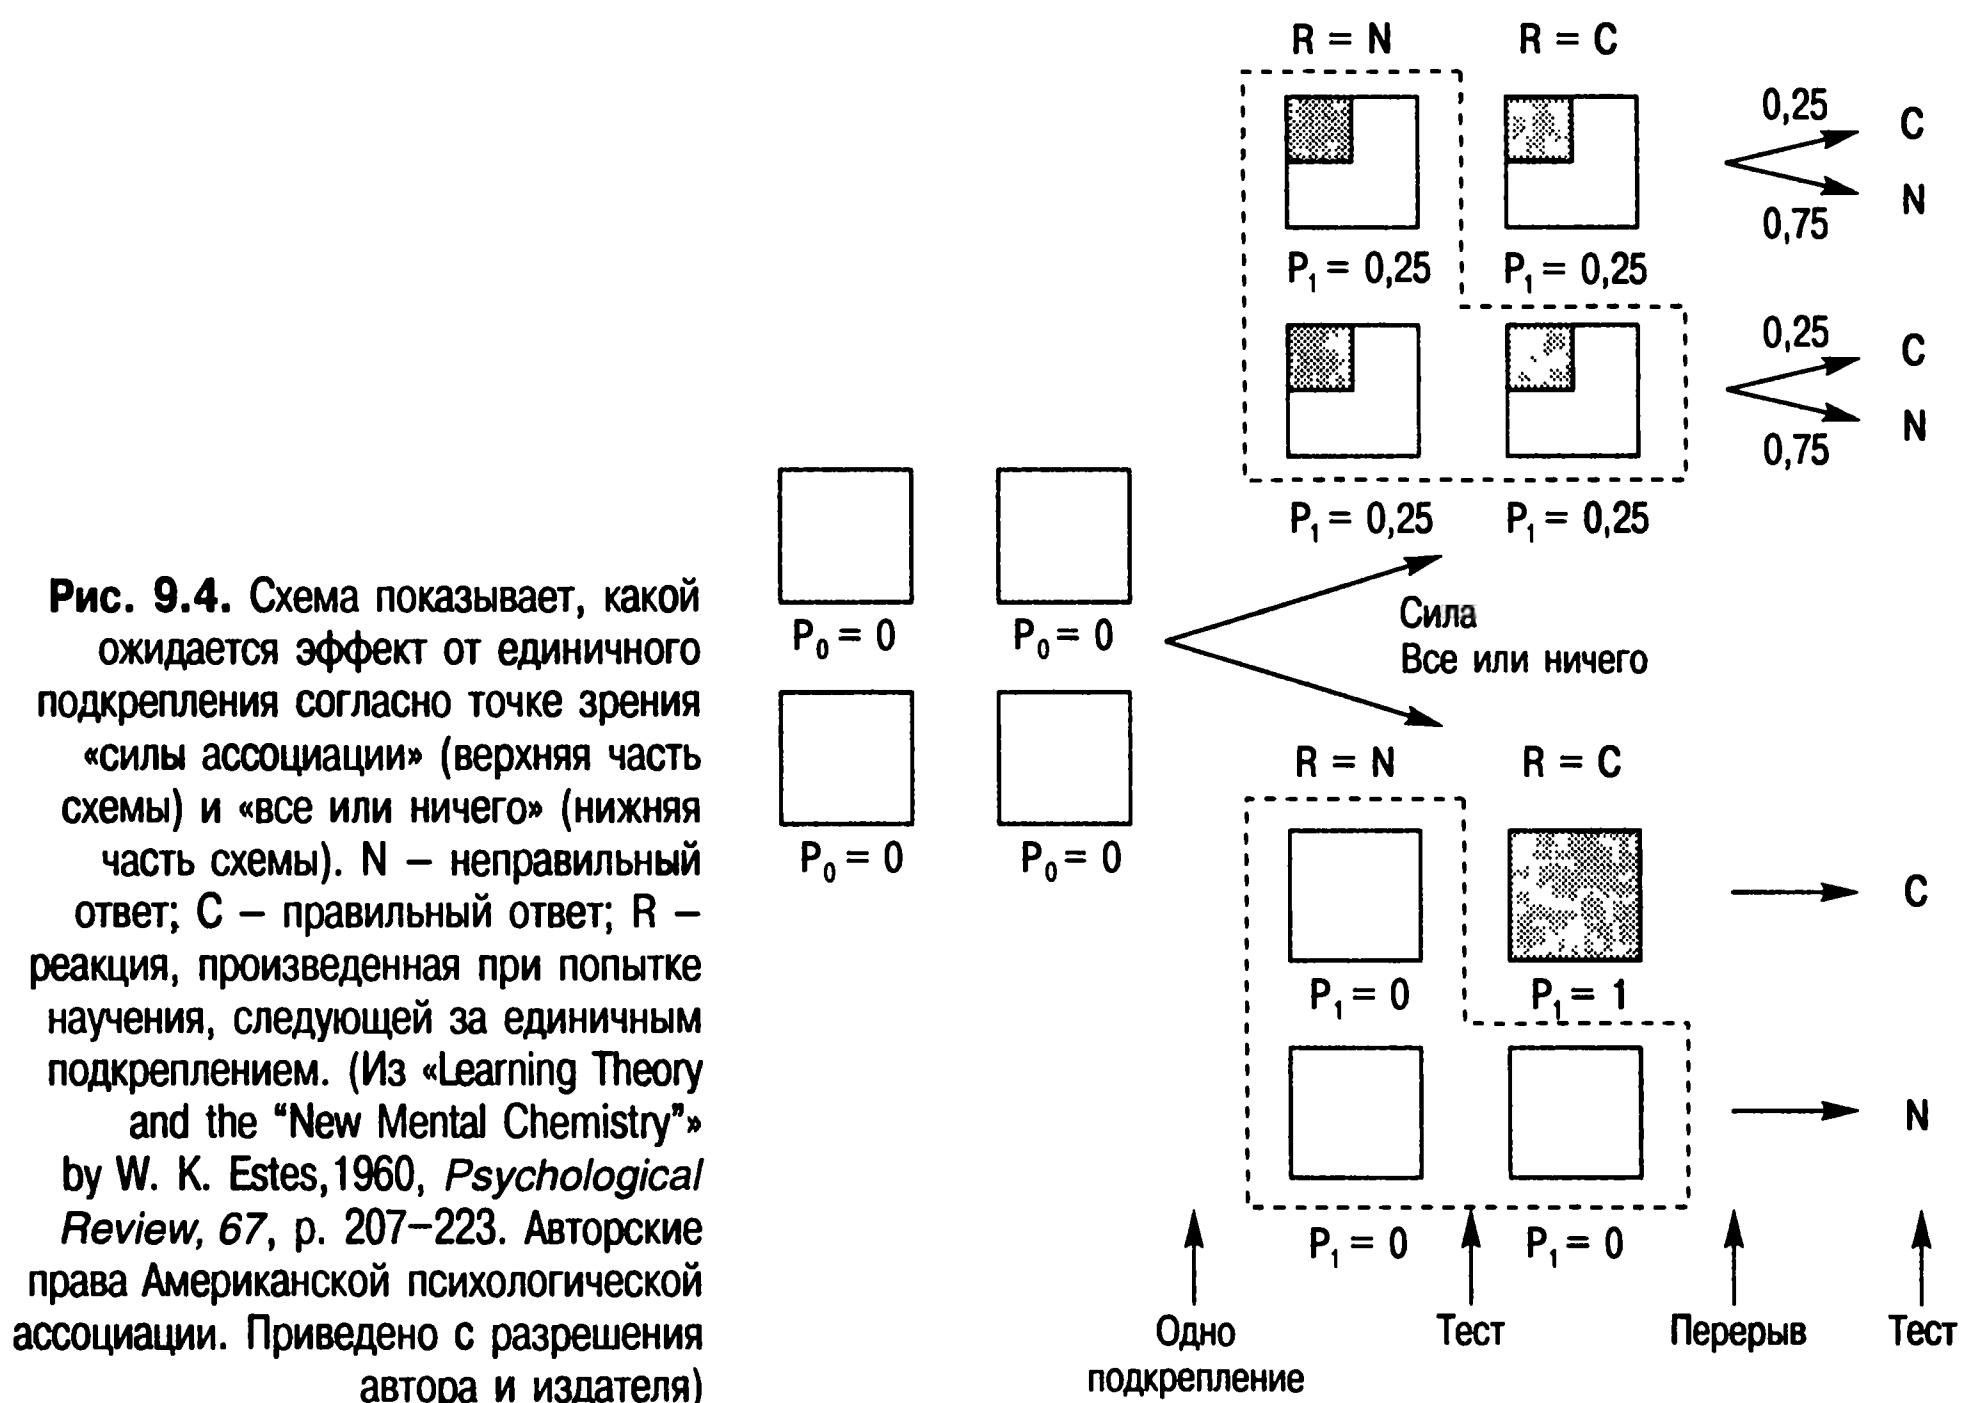 Рис. 9.4. Схема показывает, какой
ожидается эффект от единичного
подкрепления согласно точке зрения
«силы ассоциации» (верхняя часть
схемы) и «все или ничего» (нижняя
часть схемы). N – неправильный
ответ; C – правильный ответ; R –
реакция, произведенная при попытке
научения, следующей за единичным
подкреплением. (Из «Learning Theory
and the “New Mental Chemistry”»
by W. K. Estes,1960, Psychological
Review, 67, p. 207–223. Авторские
права Американской психологической
ассоциации. Приведено с разрешения
автора и издателя)
P₀ = 0 P₀ = 0
P₀ = 0 P₀ = 0
R = N R = C
P₁ = 0,25 P₁ = 0,25
0,25 C
0,75 N
P₁ = 0,25 P₁ = 0,25
0,25 C
0,75 N
Сила
Все или ничего
R = N R = C
P₁ = 0 P₁ = 1
C
P₁ = 0 P₁ = 0
N
Одно
подкрепление
Тест
Перерыв
Тест